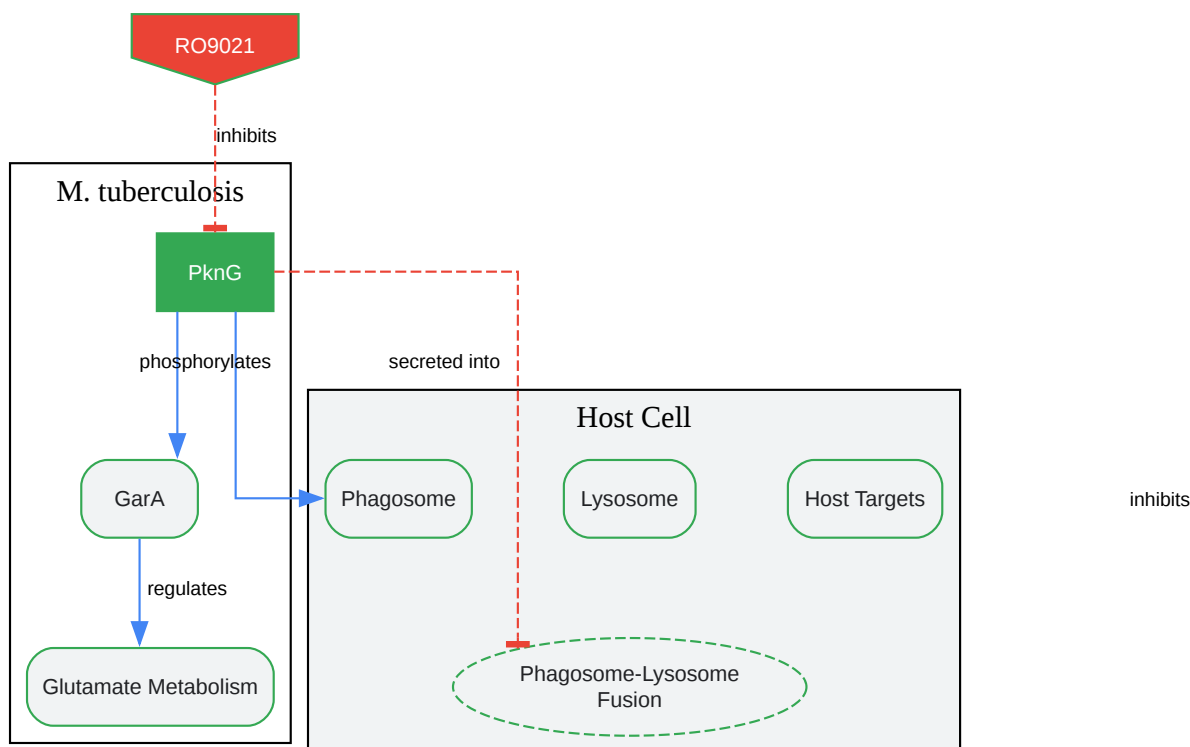 RO9021
inhibits
M. tuberculosis
PknG
phosphorylates
secreted into
Host Cell
GarA
Phagosome
Lysosome
Host Targets
inhibits
regulates
Glutamate Metabolism
Phagosome-Lysosome
Fusion